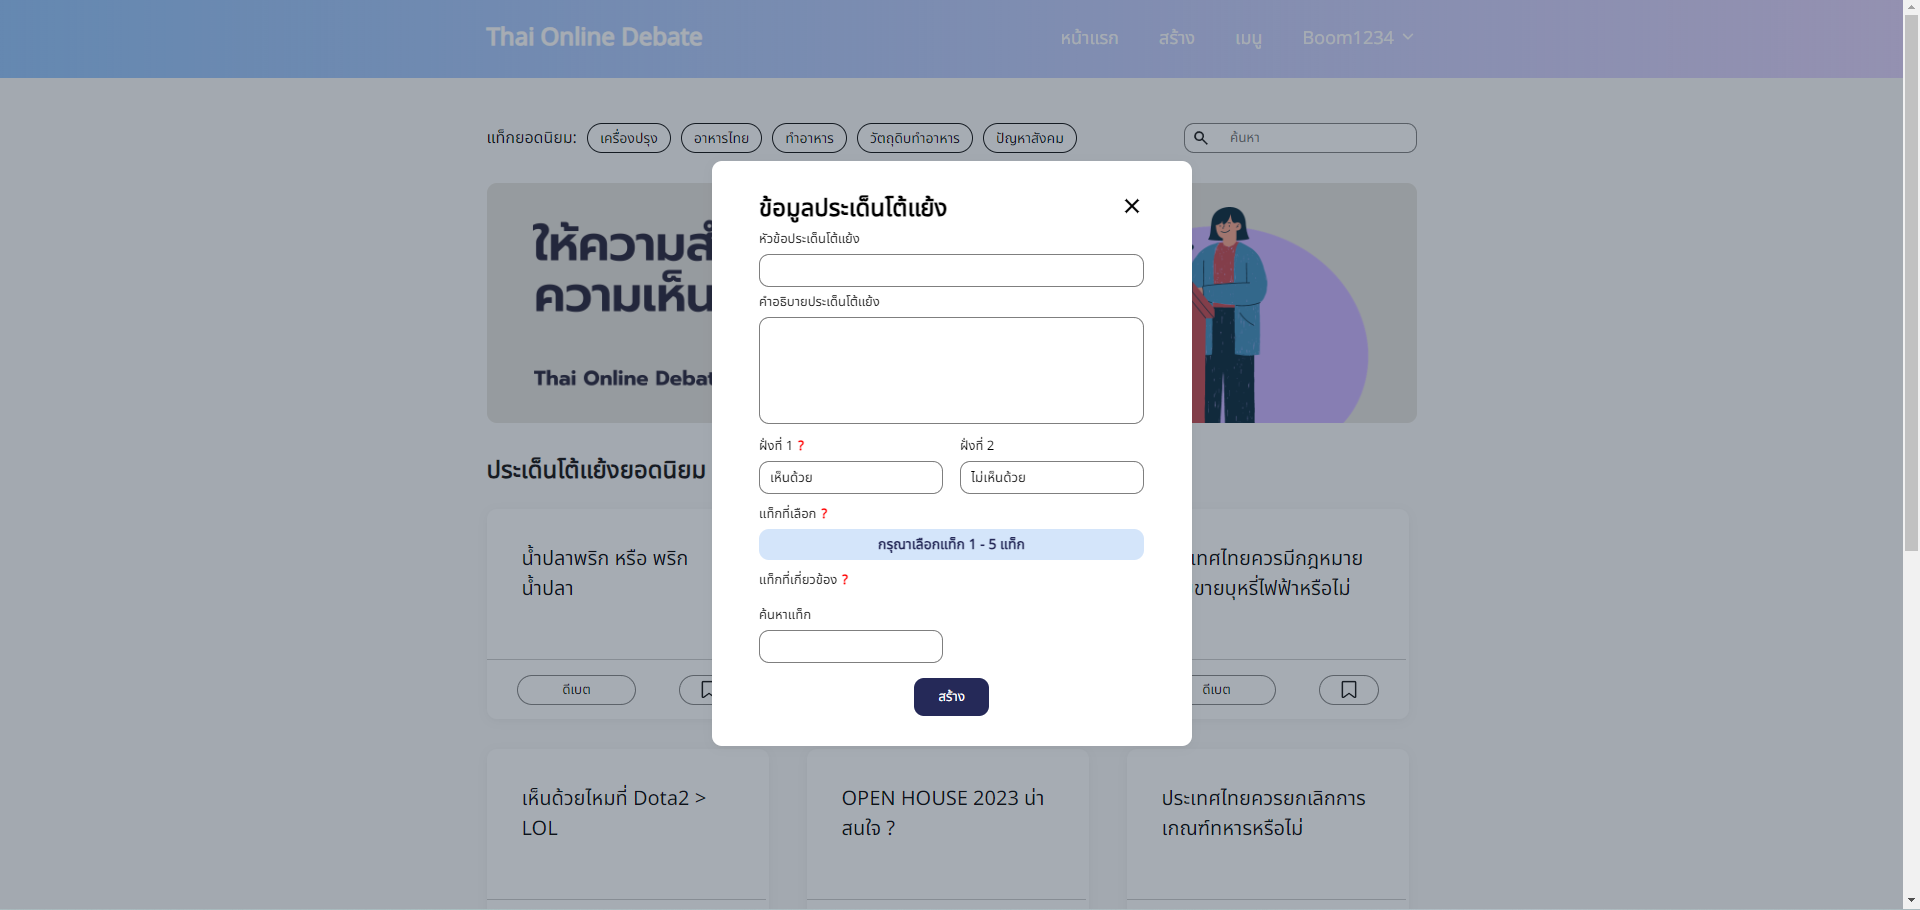 Thai Online Debate
หน้าแรก สร้าง เมนู Boom1234
แท็กยอดนิยม: เครื่องปรุง อาหารไทย ทำอาหาร วัตถุดิบทำอาหาร ปัญหาสังคม ค้นหา
ให้ความสำ
ความเห็น
Thai Online Debat
ข้อมูลประเด็นโต้แย้ง
หัวข้อประเด็นโต้แย้ง
คำอธิบายประเด็นโต้แย้ง
ฝั่งที่ 1 ? ฝั่งที่ 2
เห็นด้วย ไม่เห็นด้วย
แท็กที่เลือก ?
กรุณาเลือกแท็ก 1 - 5 แท็ก
แท็กที่เกี่ยวข้อง ?
ค้นหาแท็ก
สร้าง
ประเด็นโต้แย้งยอดนิยม
น้ำปลาพริก หรือ พริก
น้ำปลา
ดีเบต
เทศไทยควรมีกฎหมาย
ขายบุหรี่ไฟฟ้าหรือไม่
ดีเบต
เห็นด้วยไหมที่ Dota2 >
LOL
OPEN HOUSE 2023 น่า
สนใจ ?
ประเทศไทยควรยกเลิกการ
เกณฑ์ทหารหรือไม่